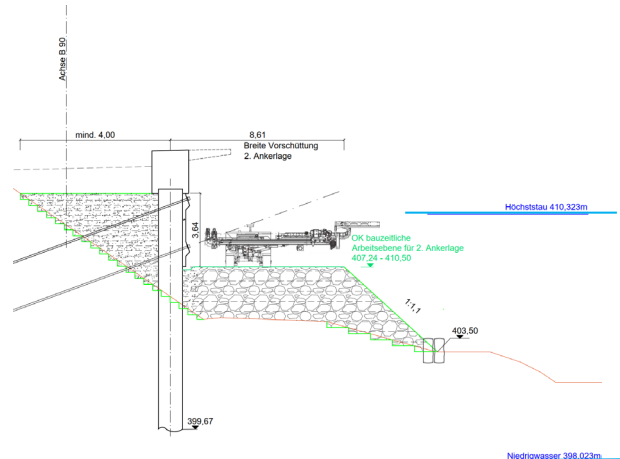 Achse B 90
mind. 4,00
8,61
Breite Vorschüttung
2. Ankerlage
Höchststau 410,323m
3,64
OK bauzeitliche
Arbeitsebene für 2. Ankerlage
407,24 - 410,50
1:1,1
403,50
399,67
Niedrigwasser 398,023m